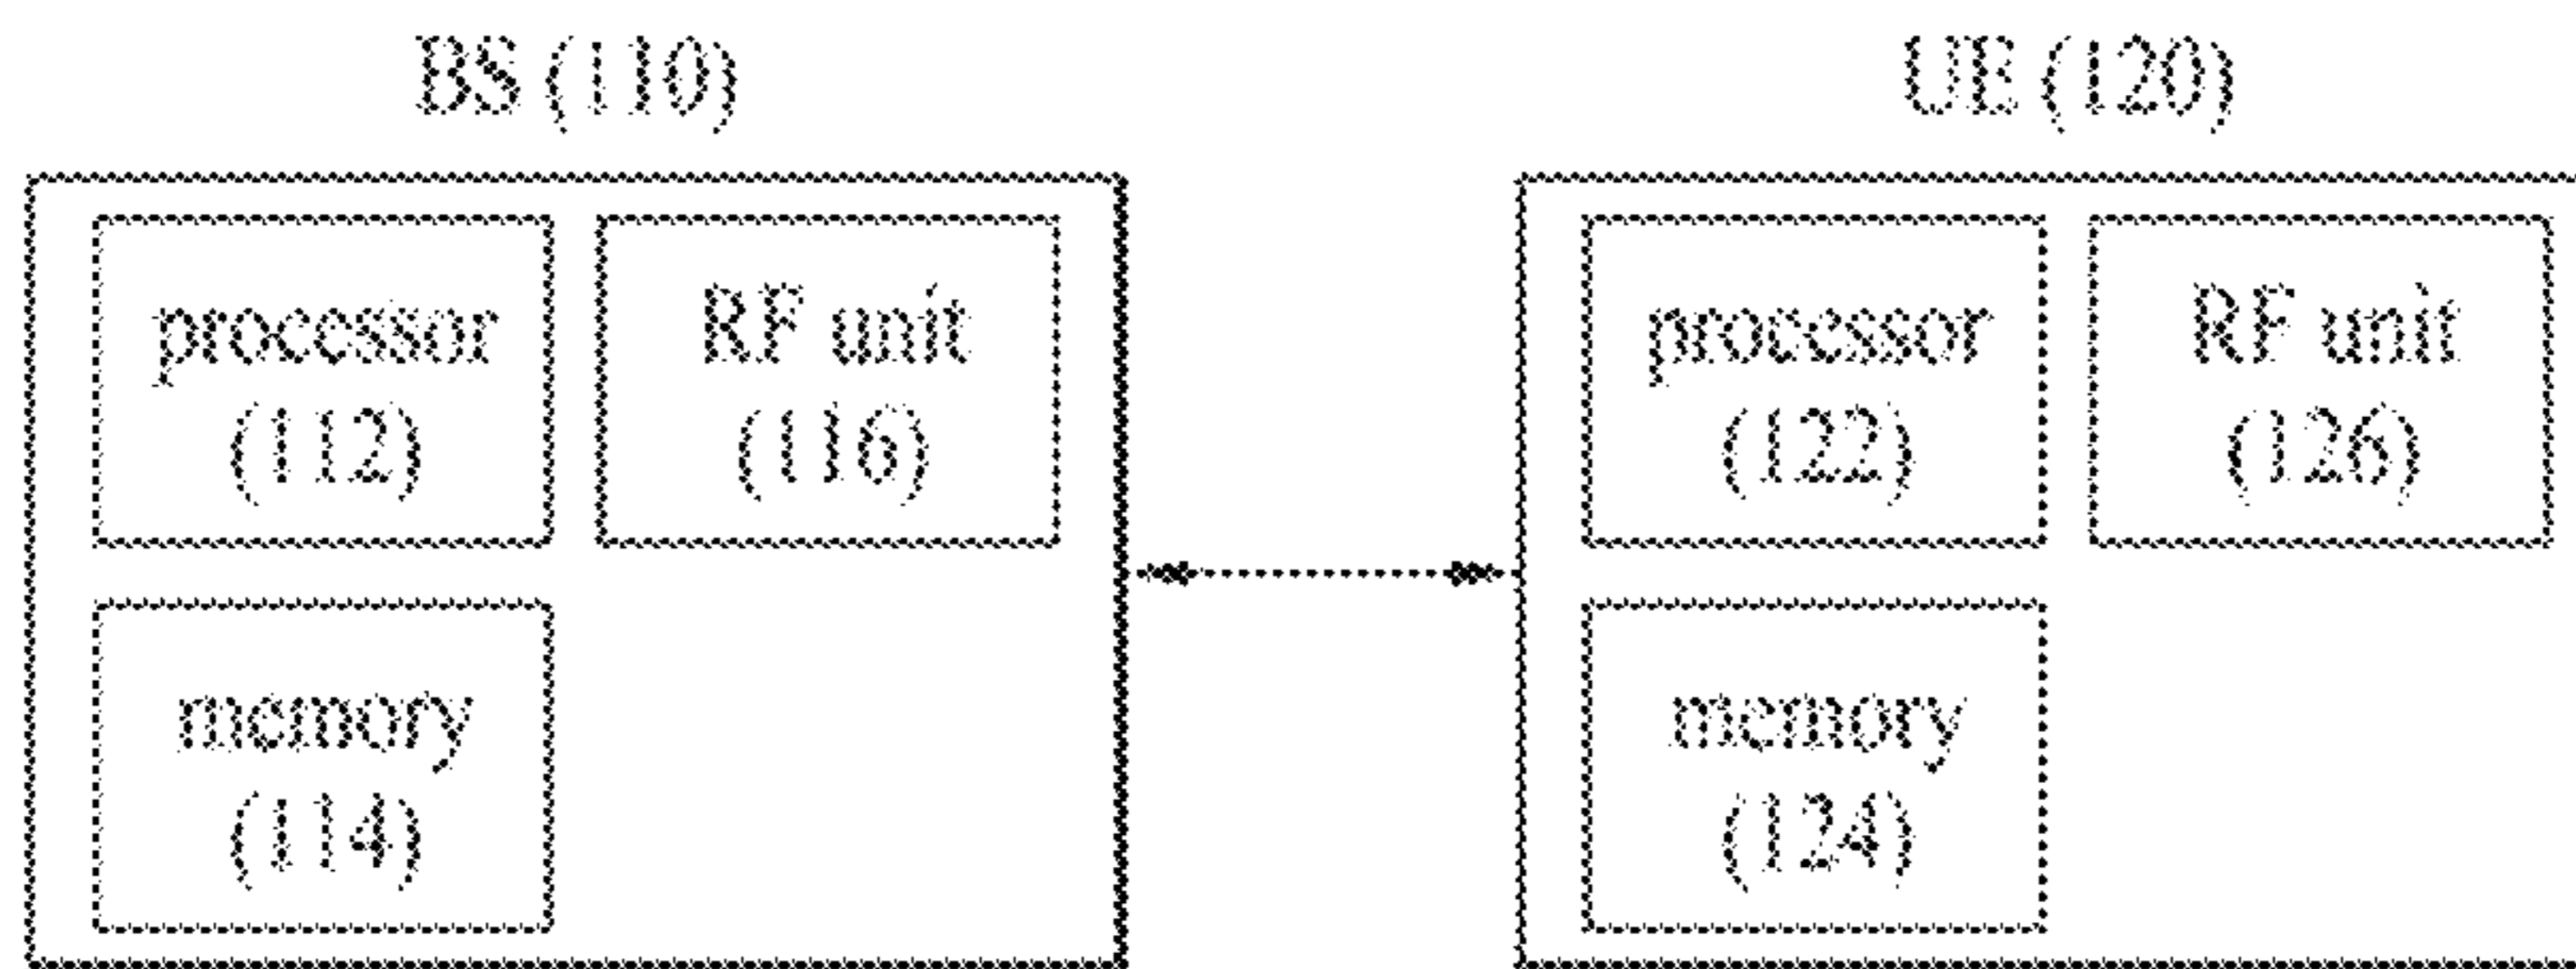 BS (110)
UE (120)
processor
(112)
RF unit
(116)
memory
(114)
processor
(122)
RF unit
(126)
memory
(124)